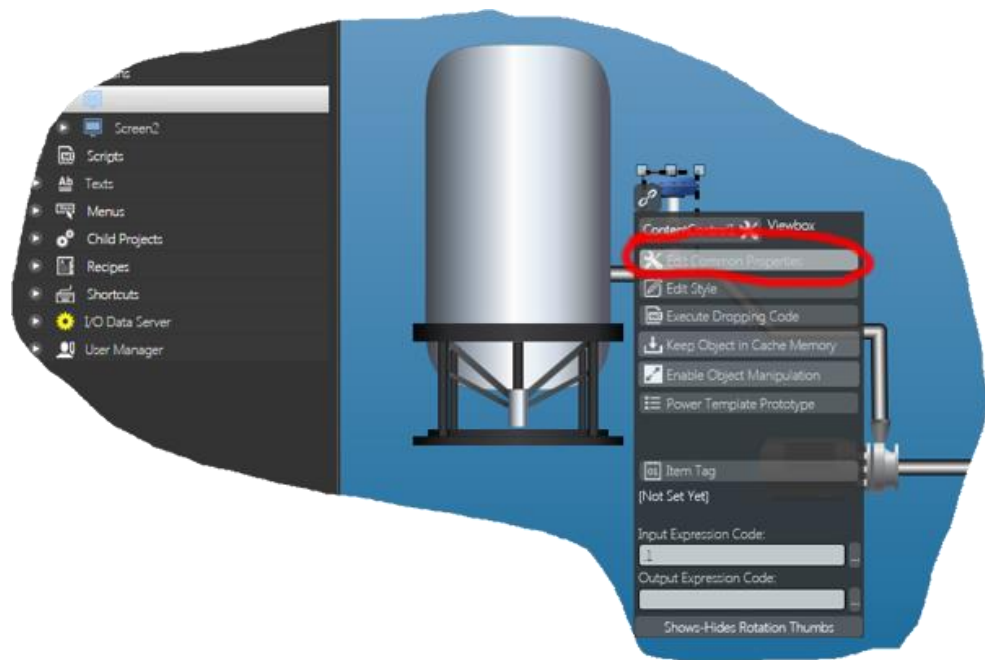 Screen2
Scripts
Texts
Menus
Child Projects
Recipes
Shortcuts
I/O Data Server
User Manager
Viewbox
Edit Common Properties
Edit Style
Execute Dropping Code
Keep Object in Cache Memory
Enable Object Manipulation
Power Template Prototype
Item Tag
[Not Set Yet]
Input Expression Code:
.1
...
Output Expression Code:
...
Shows-Hides Rotation Thumbs